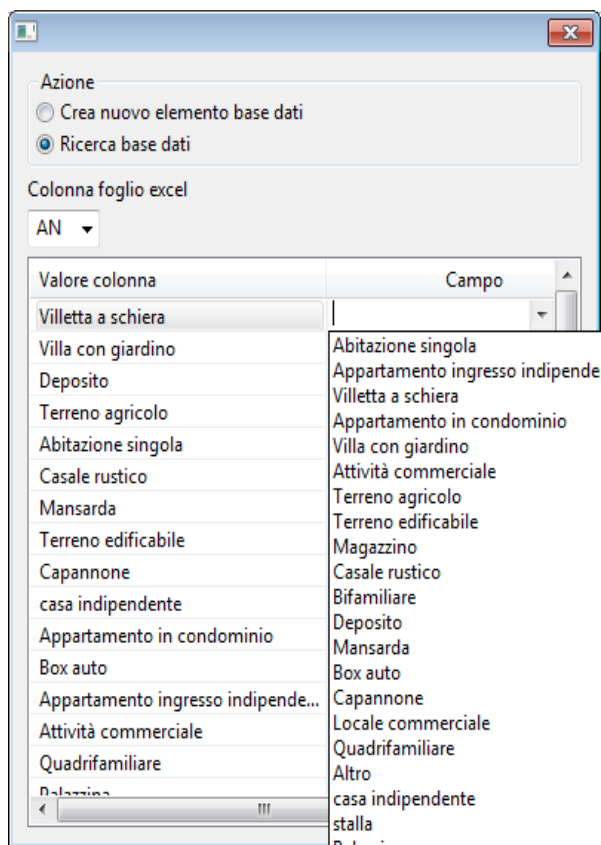 Azione
Crea nuovo elemento base dati
Ricerca base dati
Colonna foglio excel
AN
Valore colonna
Campo
Villetta a schiera
Villa con giardino
Deposito
Terreno agricolo
Abitazione singola
Casale rustico
Mansarda
Terreno edificabile
Capannone
casa indipendente
Appartamento in condominio
Box auto
Appartamento ingresso indipende...
Attività commerciale
Quadrifamiliare
Palazzina
Abitazione singola
Appartamento ingresso indipende
Villetta a schiera
Appartamento in condominio
Villa con giardino
Attività commerciale
Terreno agricolo
Terreno edificabile
Magazzino
Casale rustico
Bifamiliare
Deposito
Mansarda
Box auto
Capannone
Locale commerciale
Quadrifamiliare
Altro
casa indipendente
stalla